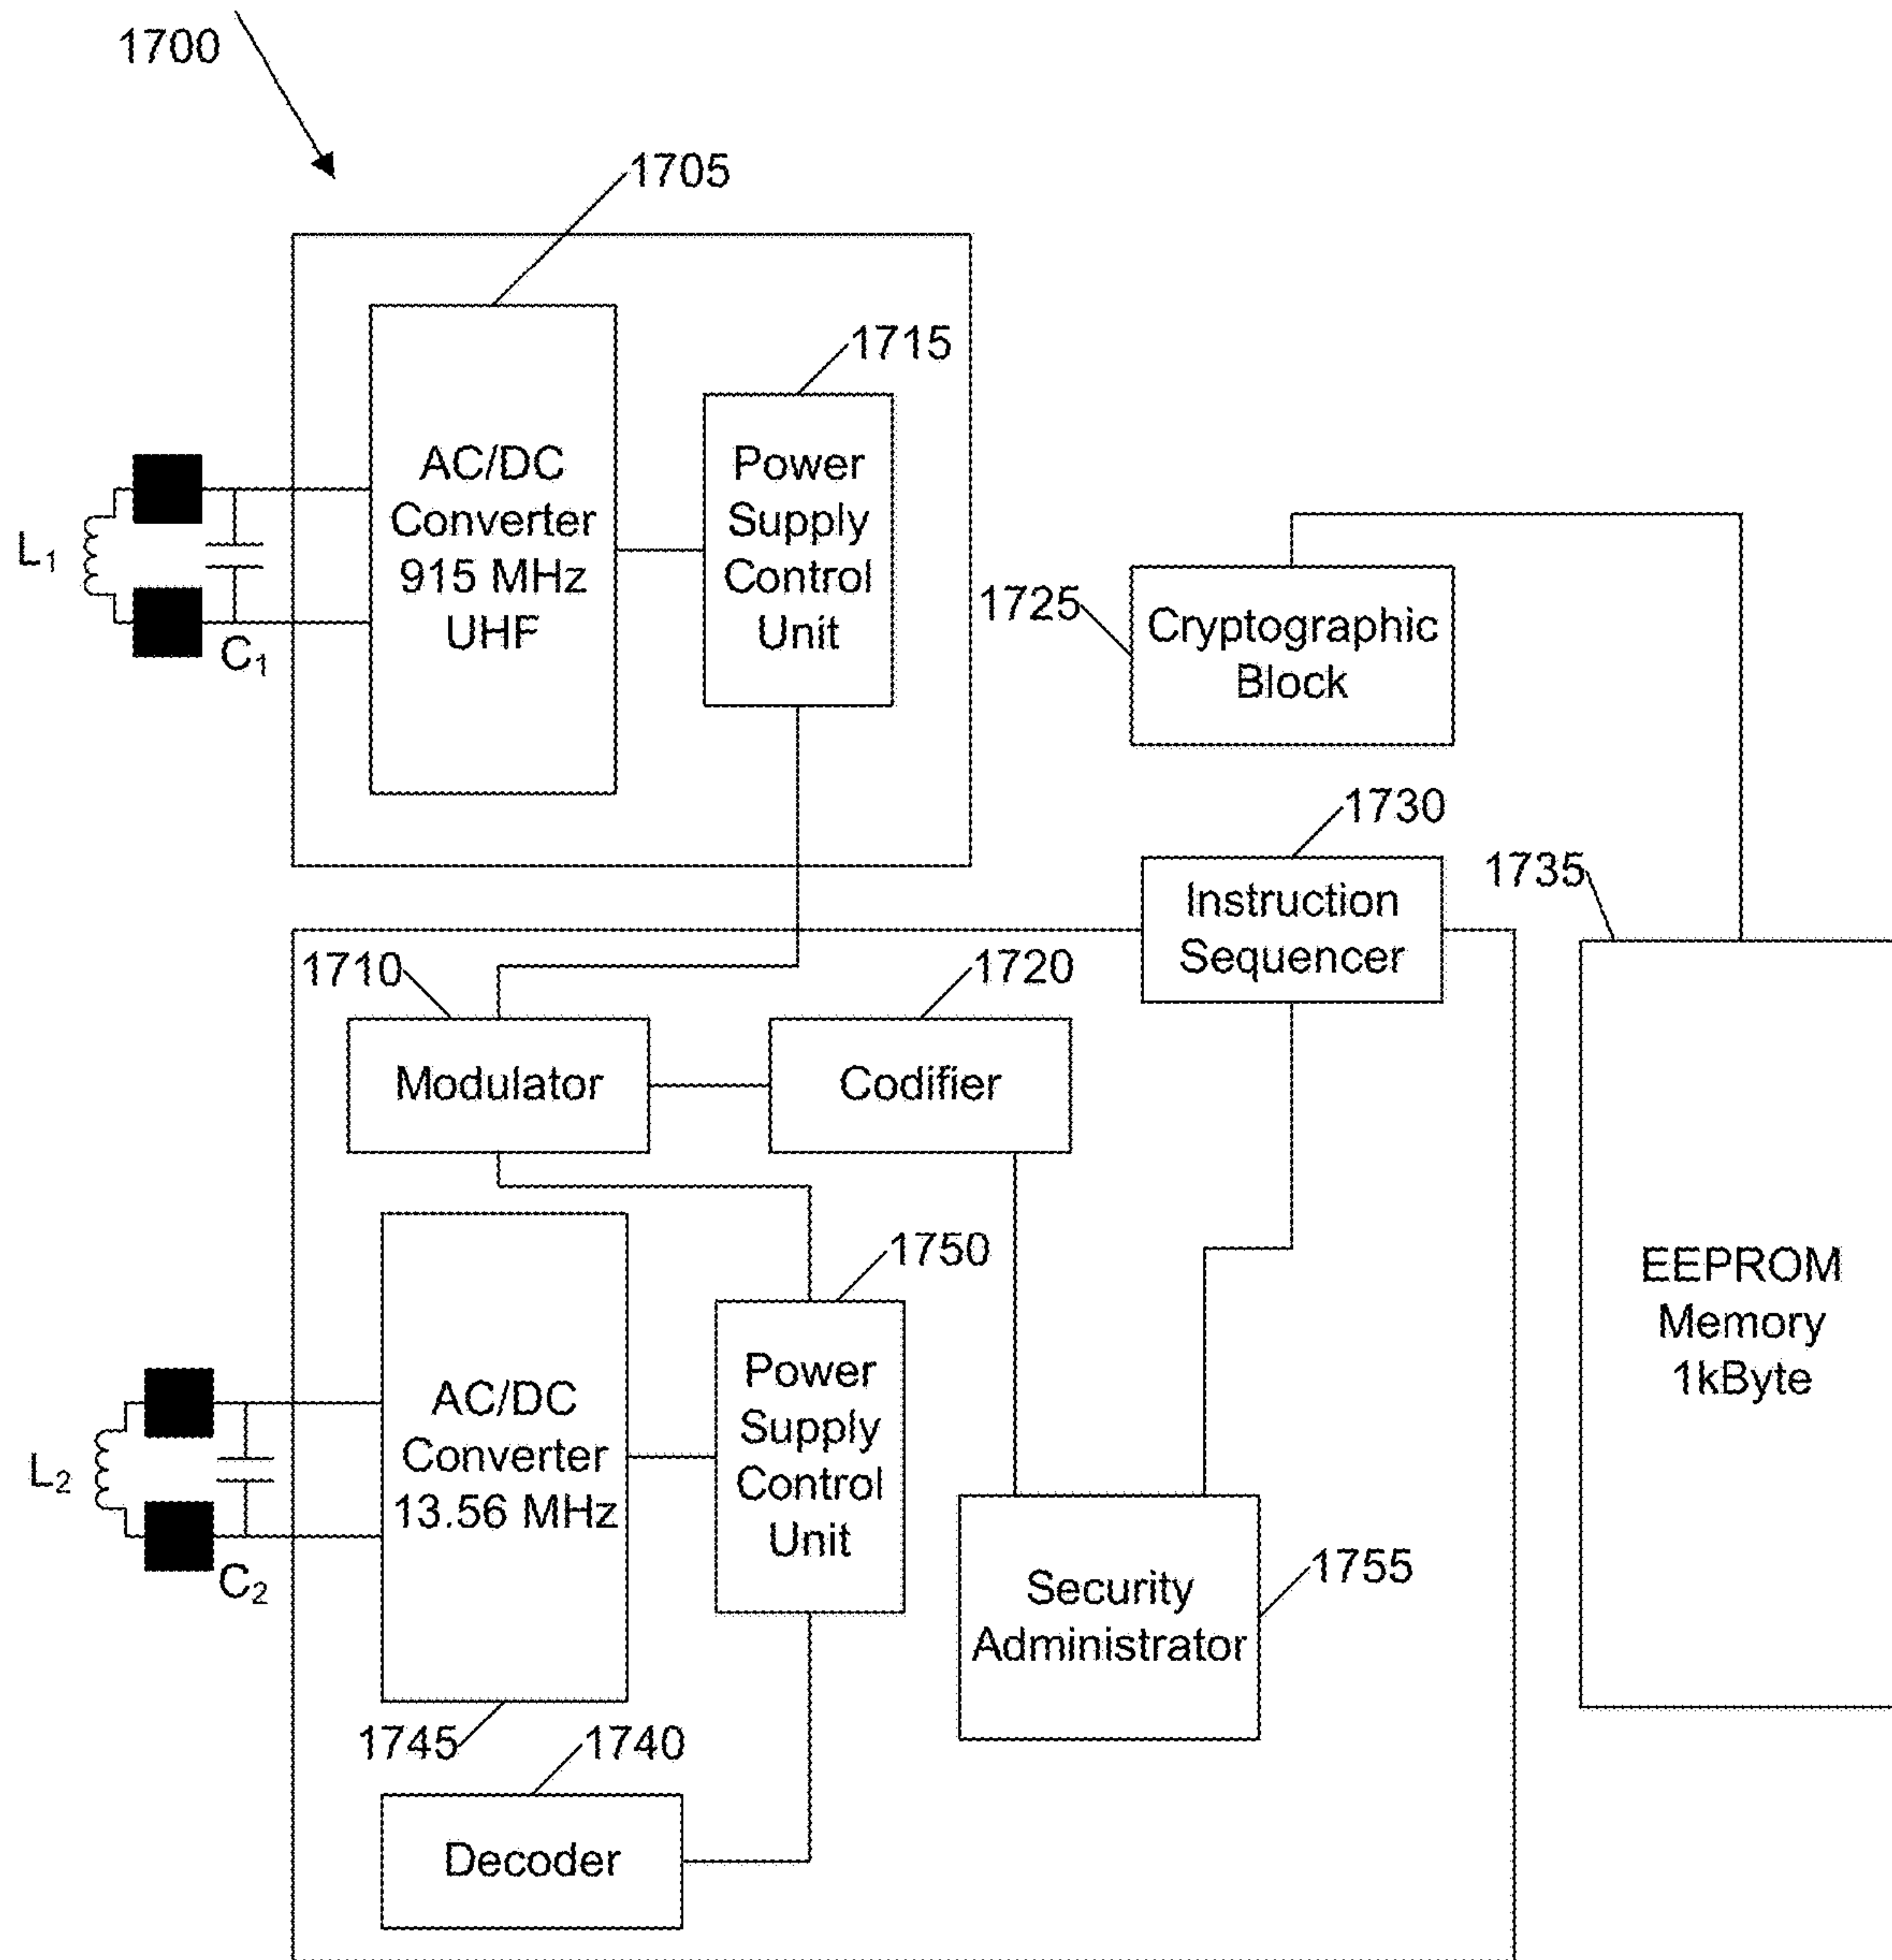 1700
1705
1715
AC/DC
Converter
915 MHz
UHF
Power
Supply
Control
Unit
L₁
C₁
1725
Cryptographic
Block
1730
Instruction
Sequencer
1735
1710
1720
Modulator
Codifier
EEPROM
Memory
1kByte
1750
AC/DC
Converter
13.56 MHz
Power
Supply
Control
Unit
L₂
C₂
Security
Administrator
1755
1745
1740
Decoder